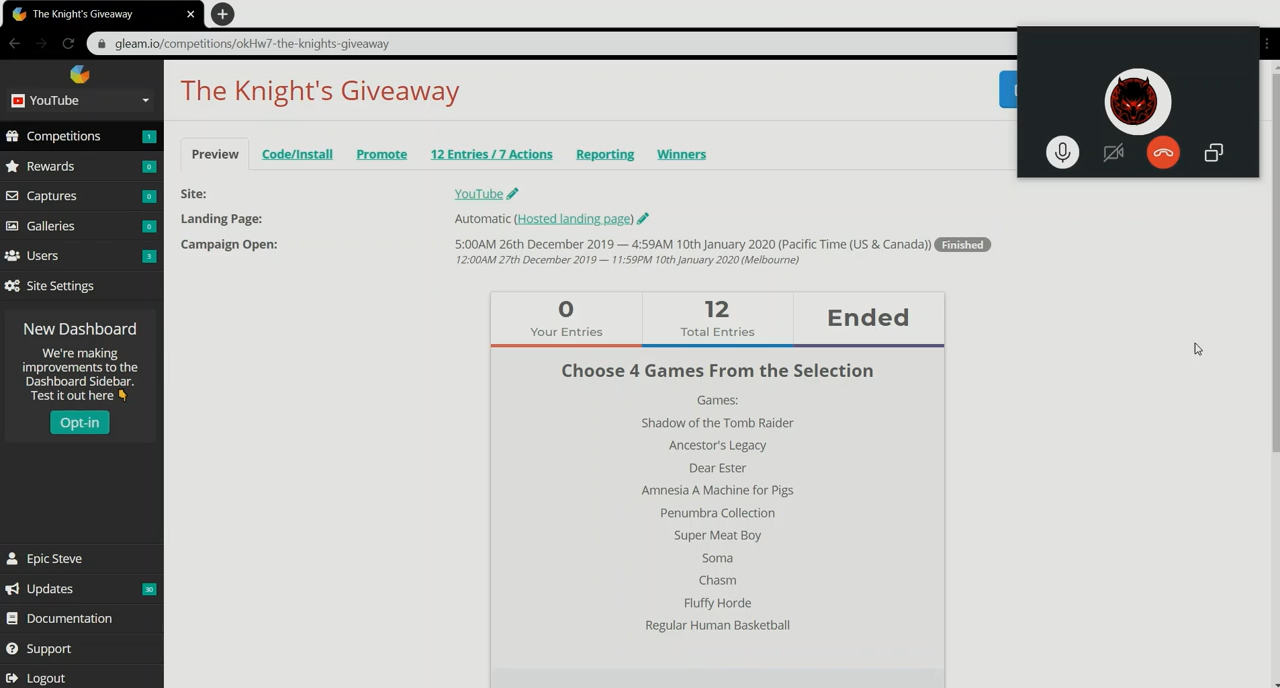 The Knight's Giveaway
gleam.io/competitions/okHw7-the-knights-giveaway
YouTube
Competitions 1
Rewards 0
Captures 0
Galleries 0
Users 3
Site Settings
New Dashboard
We're making
improvements to the
Dashboard Sidebar.
Test it out here
Opt-in
Epic Steve
Updates 30
Documentation
Support
Logout
The Knight's Giveaway
Preview Code/Install Promote 12 Entries / 7 Actions Reporting Winners
Site: YouTube
Landing Page: Automatic (Hosted landing page)
Campaign Open: 5:00AM 26th December 2019 — 4:59AM 10th January 2020 (Pacific Time (US & Canada)) Finished
12:00AM 27th December 2019 — 11:59PM 10th January 2020 (Melbourne)
0 12 Ended
Your Entries Total Entries
Choose 4 Games From the Selection
Games:
Shadow of the Tomb Raider
Ancestor's Legacy
Dear Ester
Amnesia A Machine for Pigs
Penumbra Collection
Super Meat Boy
Soma
Chasm
Fluffy Horde
Regular Human Basketball